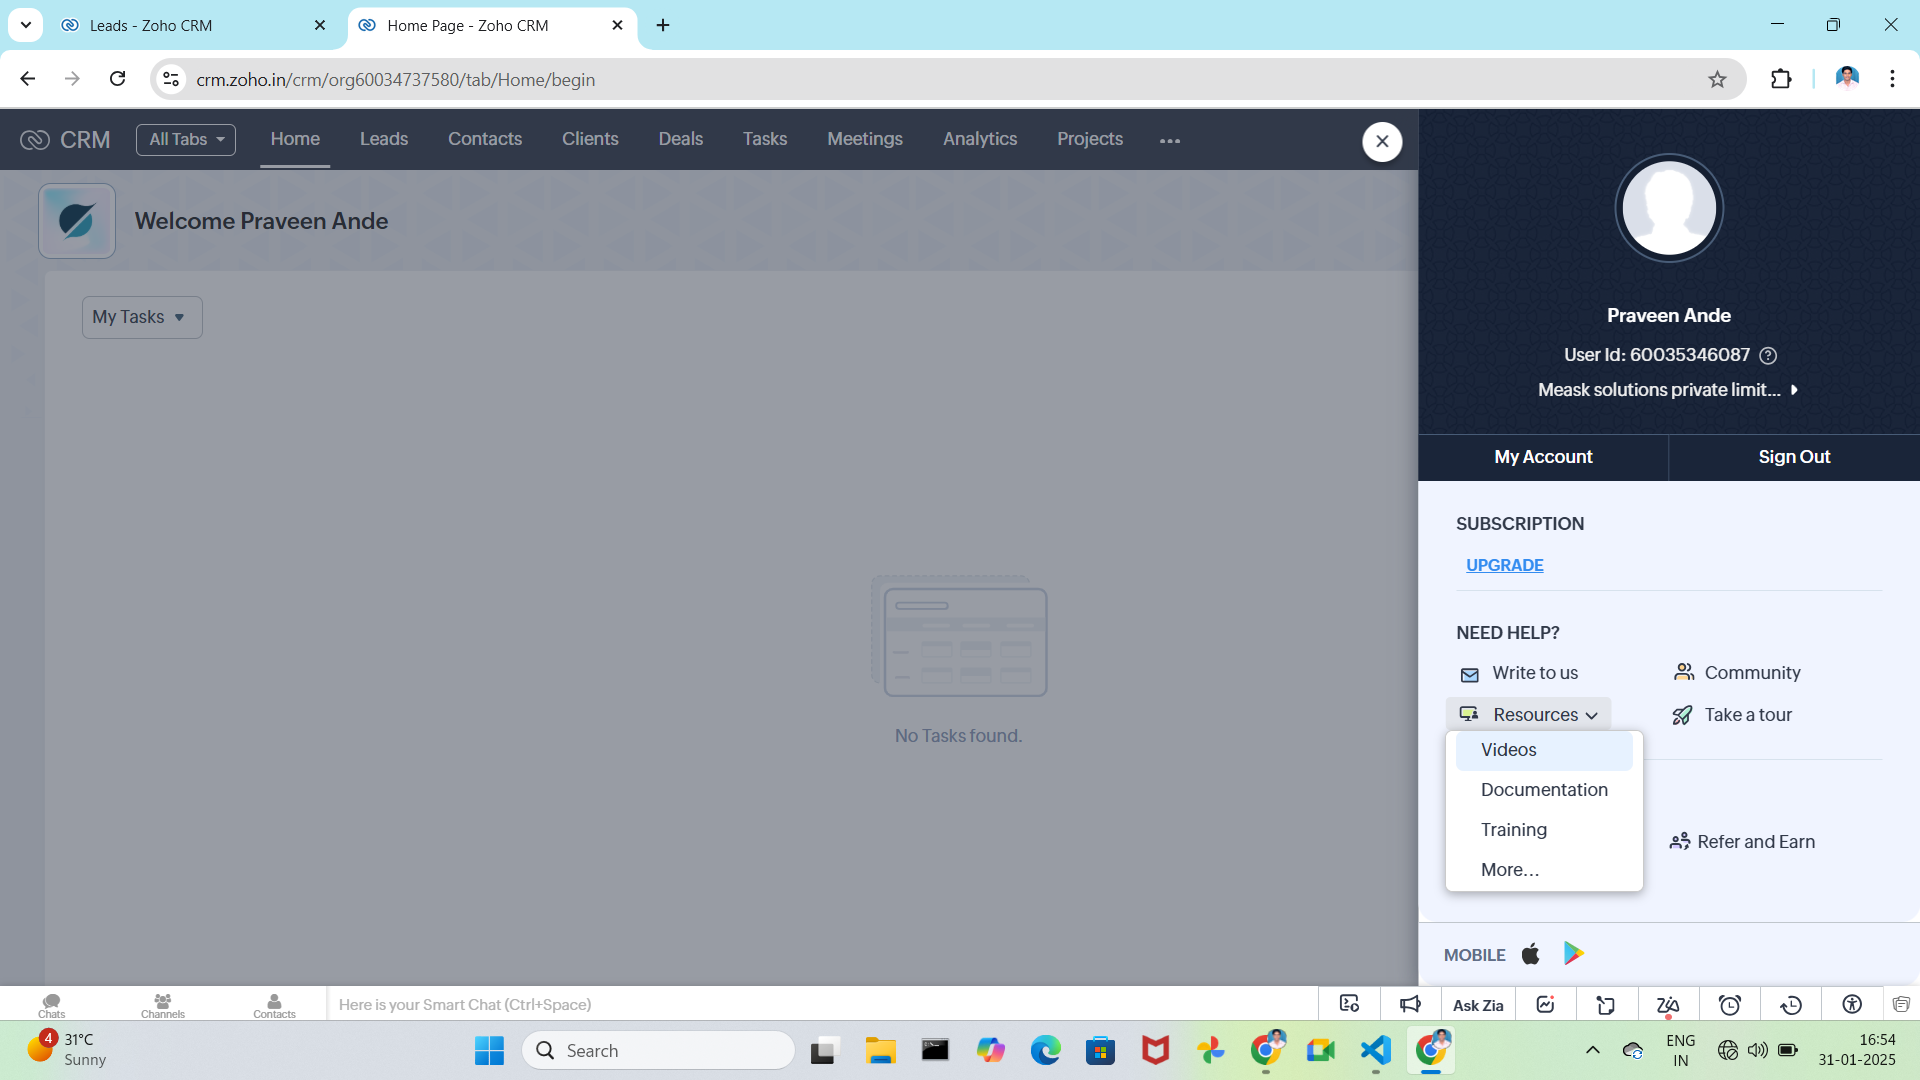 Leads - Zoho CRM
Home Page - Zoho CRM
crm.zoho.in/crm/org60034737580/tab/Home/begin
CRM
All Tabs
Home
Leads
Contacts
Clients
Deals
Tasks
Meetings
Analytics
Projects
Welcome Praveen Ande
My Tasks
No Tasks found.
Praveen Ande
User Id: 60035346087
Meask solutions private limit...
My Account
Sign Out
SUBSCRIPTION
UPGRADE
NEED HELP?
Write to us
Community
Resources
Take a tour
Videos
Documentation
Training
More...
Refer and Earn
MOBILE
Chats
Channels
Contacts
Here is your Smart Chat (Ctrl+Space)
Ask Zia
4
31°C
Sunny
Search
ENG
IN
16:54
31-01-2025